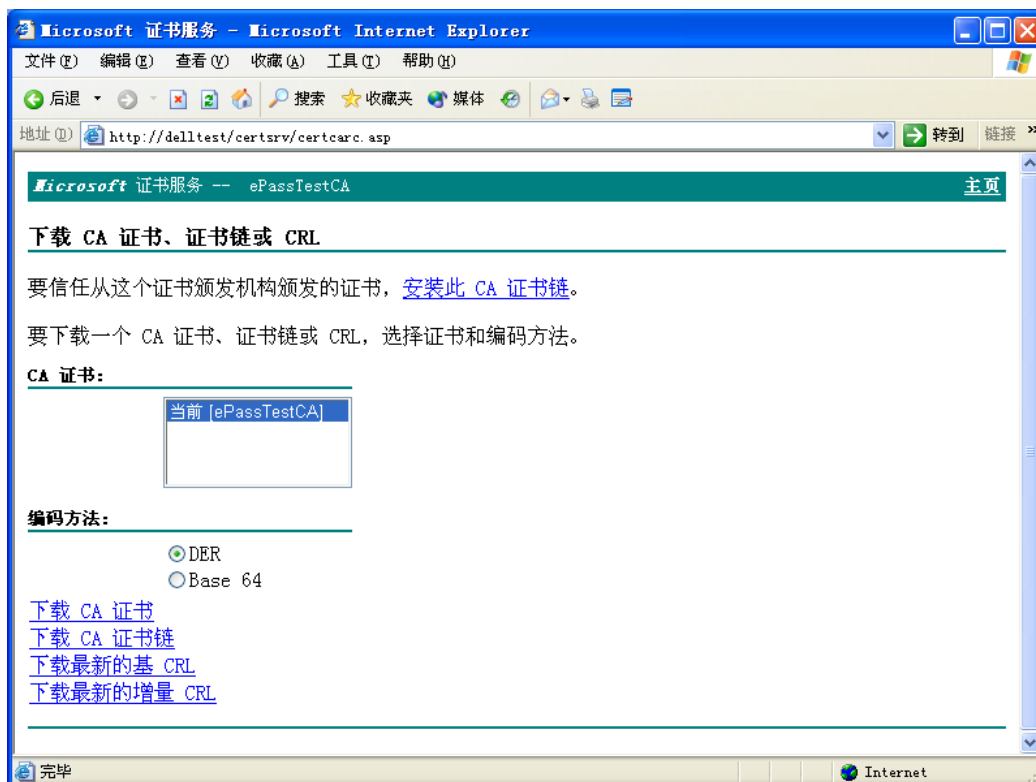 Microsoft 证书服务 - Microsoft Internet Explorer
文件(F) 编辑(E) 查看(V) 收藏(A) 工具(T) 帮助(H)
后退 搜索 收藏夹 媒体
地址(D) http://delltest/certsrv/certcarc.asp 转到 链接 »
Microsoft 证书服务 -- ePassTestCA 主页
下载 CA 证书、证书链或 CRL
要信任从这个证书颁发机构颁发的证书，安装此 CA 证书链。
要下载一个 CA 证书、证书链或 CRL，选择证书和编码方法。
CA 证书:
当前 [ePassTestCA]
编码方法:
DER
Base 64
下载 CA 证书
下载 CA 证书链
下载最新的基 CRL
下载最新的增量 CRL
完毕 Internet